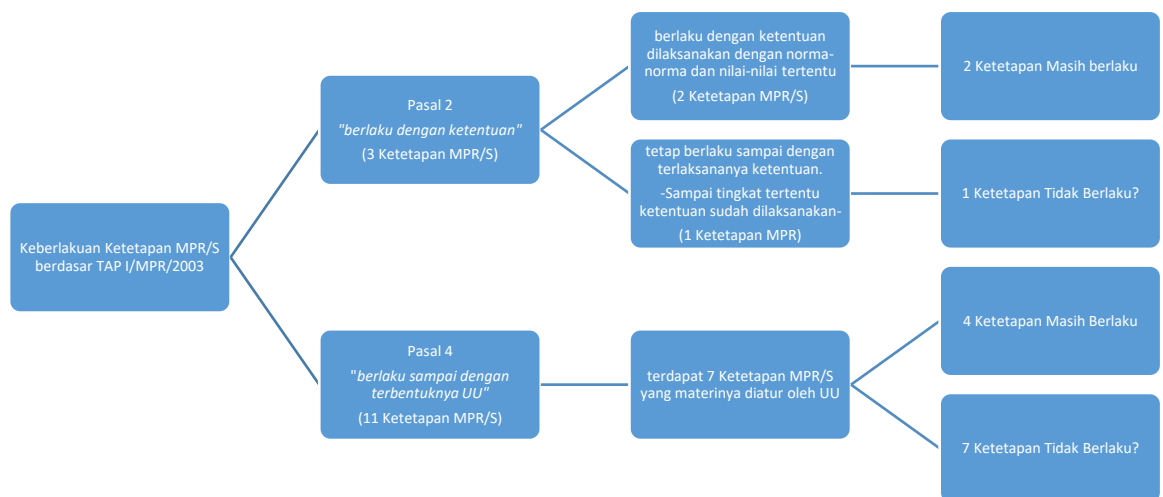 Keberlakuan Ketetapan MPR/S
berdasar TAP I/MPR/2003
Pasal 2
"berlaku dengan ketentuan"
(3 Ketetapan MPR/S)
berlaku dengan ketentuan
dilaksanakan dengan norma-
norma dan nilai-nilai tertentu
(2 Ketetapan MPR/S)
2 Ketetapan Masih berlaku
tetap berlaku sampai dengan
terlaksananya ketentuan.
-Sampai tingkat tertentu
ketentuan sudah dilaksanakan-
(1 Ketetapan MPR)
1 Ketetapan Tidak Berlaku?
Pasal 4
"berlaku sampai dengan
terbentuknya UU"
(11 Ketetapan MPR/S)
terdapat 7 Ketetapan MPR/S
yang materinya diatur oleh UU
4 Ketetapan Masih Berlaku
7 Ketetapan Tidak Berlaku?